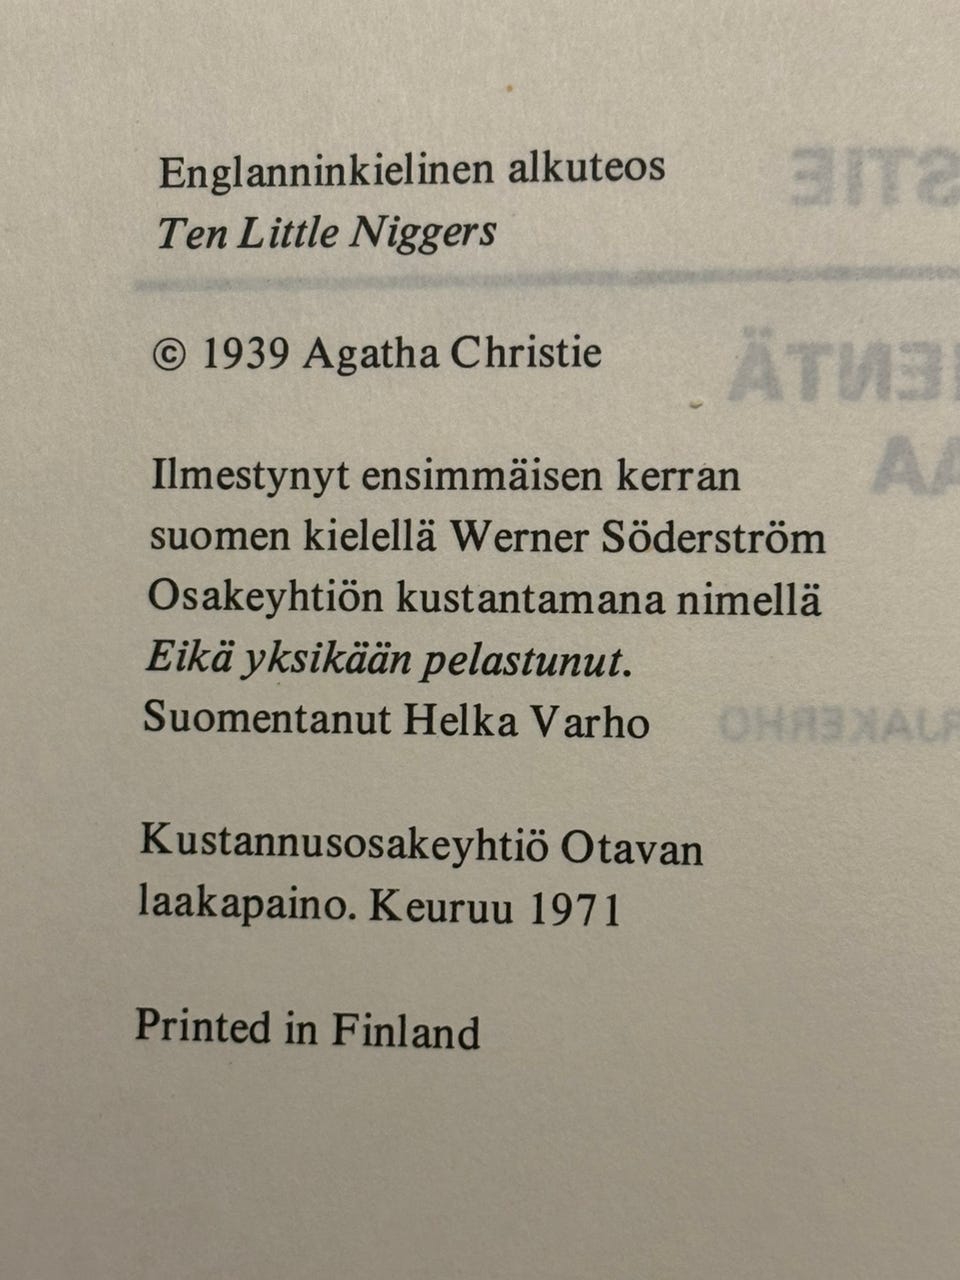 Englanninkielinen alkuteos
Ten Little Niggers
© 1939 Agatha Christie
Ilmestynyt ensimmäisen kerran
suomen kielellä Werner Söderström
Osakeyhtiön kustantamana nimellä
Eikä yksikään pelastunut.
Suomentanut Helka Varho
Kustannusosakeyhtiö Otavan
laakapaino. Keuruu 1971
Printed in Finland